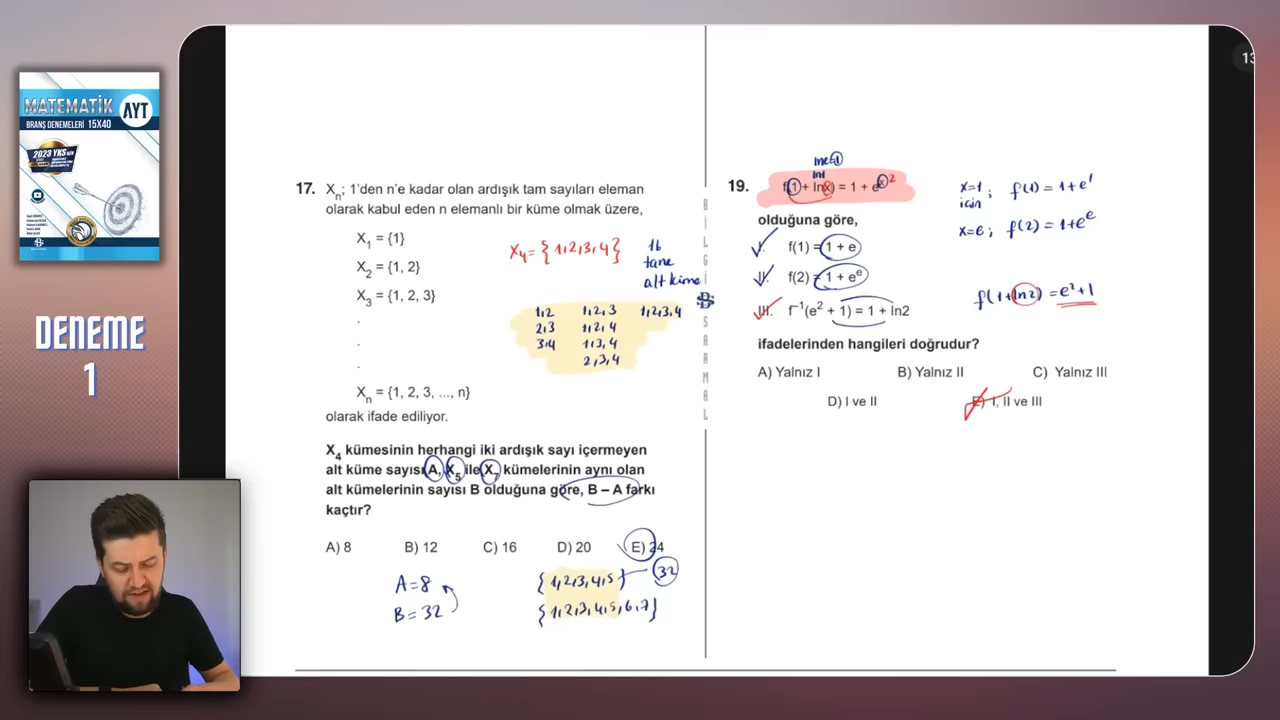 MATEMATİK
AYT
BRANŞ DENEMELERİ 15X40
2023 YKS'NİN
DENEME
1
13
17. Xn; 1'den n'e kadar olan ardışık tam sayıları eleman
olarak kabul eden n elemanlı bir küme olmak üzere,
X1 = {1}
X2 = {1, 2}
X3 = {1, 2, 3}
.
.
.
Xn = {1, 2, 3, ..., n}
olarak ifade ediliyor.
X4 = {1,2,3,4}
16
tane
alt küme
1,2 1,2,3 1,2,3,4
2,3 1,2,4
3,4 1,3,4
2,3,4
X4 kümesinin herhangi iki ardışık sayı içermeyen
alt küme sayısı A, X5 ile X7 kümelerinin aynı olan
alt kümelerinin sayısı B olduğuna göre, B – A farkı
kaçtır?
A) 8 B) 12 C) 16 D) 20 E) 24
A=8
B=32
{1,2,3,4,5} 32
{1,2,3,4,5,6,7}
BİLGİ SARMAL
19. f(1 + lnx) = 1 + e^x
2
ln1
olduğuna göre,
I. f(1) = 1 + e
II. f(2) = 1 + e^e
III. f^–1(e^2 + 1) = 1 + ln2
ifadelerinden hangileri doğrudur?
A) Yalnız I B) Yalnız II C) Yalnız III
D) I ve II E) I, II ve III
x=1 ; f(1) = 1+e^1
için
x=e ; f(2) = 1+e^e
f(1+ln2) = e^2+1